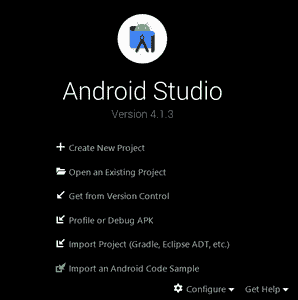 Android Studio
Version 4.1.3
Create New Project
Open an Existing Project
Get from Version Control
Profile or Debug APK
Import Project (Gradle, Eclipse ADT, etc.)
Import an Android Code Sample
Configure Get Help